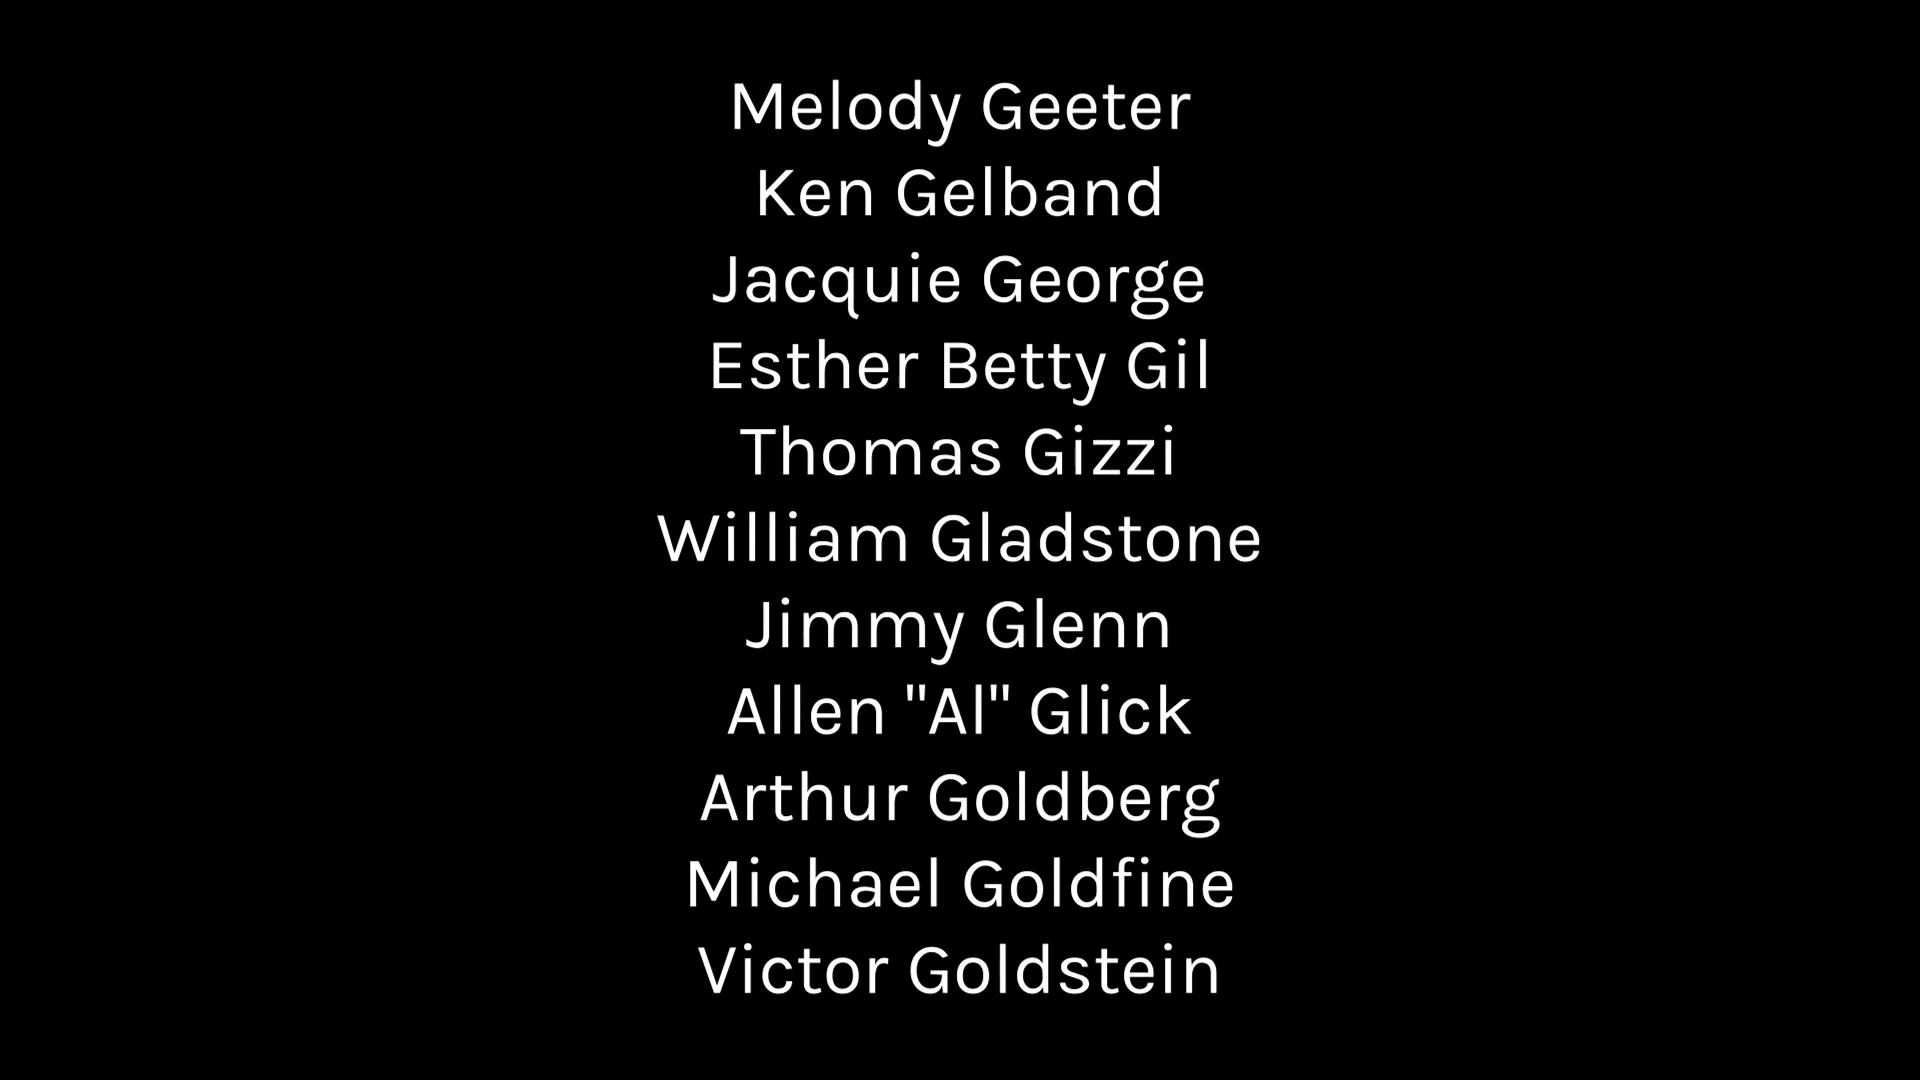 Melody Geeter
Ken Gelband
Jacquie George
Esther Betty Gil
Thomas Gizzi
William Gladstone
Jimmy Glenn
Allen "Al" Glick
Arthur Goldberg
Michael Goldfine
Victor Goldstein